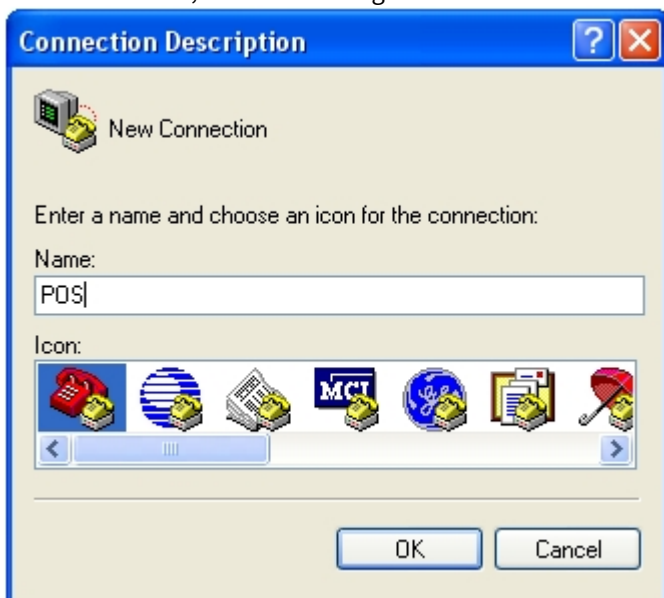 Connection Description
New Connection
Enter a name and choose an icon for the connection:
Name:
POS
Icon:
MCI
OK Cancel